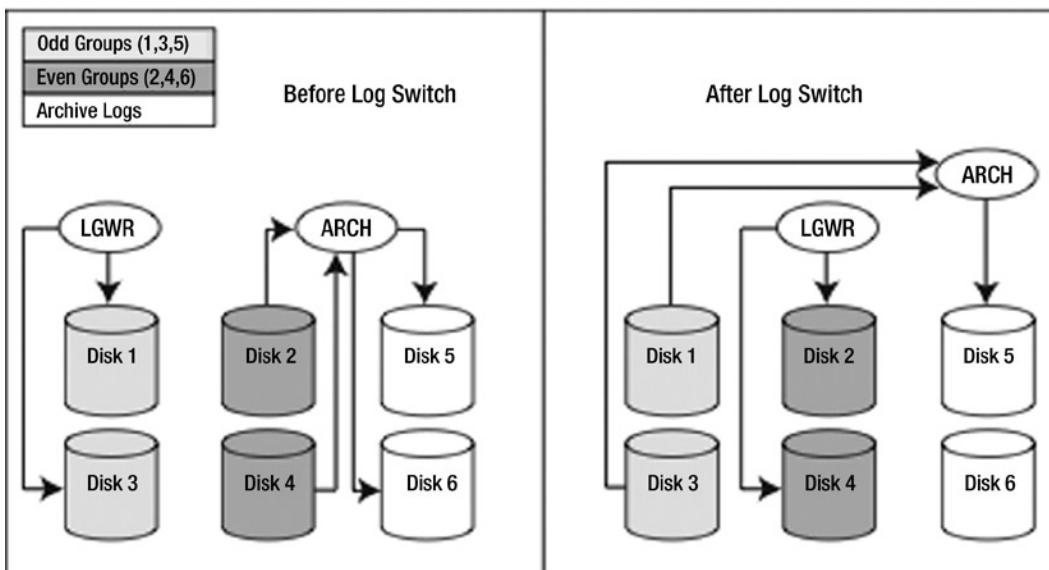 Odd Groups (1,3,5)
Even Groups (2,4,6)
Archive Logs
Before Log Switch
LGWR
ARCH
Disk 1
Disk 2
Disk 5
Disk 3
Disk 4
Disk 6
After Log Switch
ARCH
LGWR
Disk 1
Disk 2
Disk 5
Disk 3
Disk 4
Disk 6